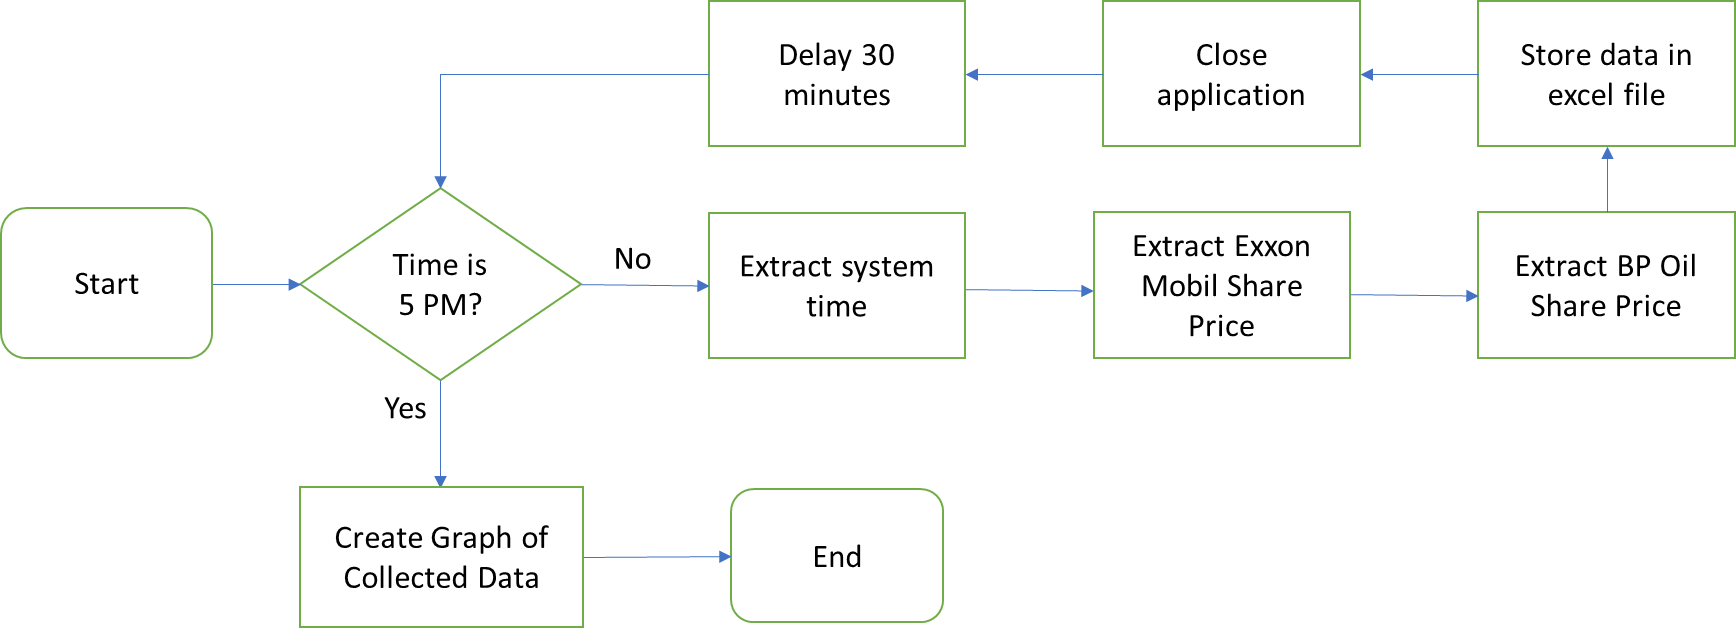 Delay 30
minutes
Close
application
Store data in
excel file
Start
Time is
5 PM?
No
Extract system
time
Extract Exxon
Mobil Share
Price
Extract BP Oil
Share Price
Yes
Create Graph of
Collected Data
End